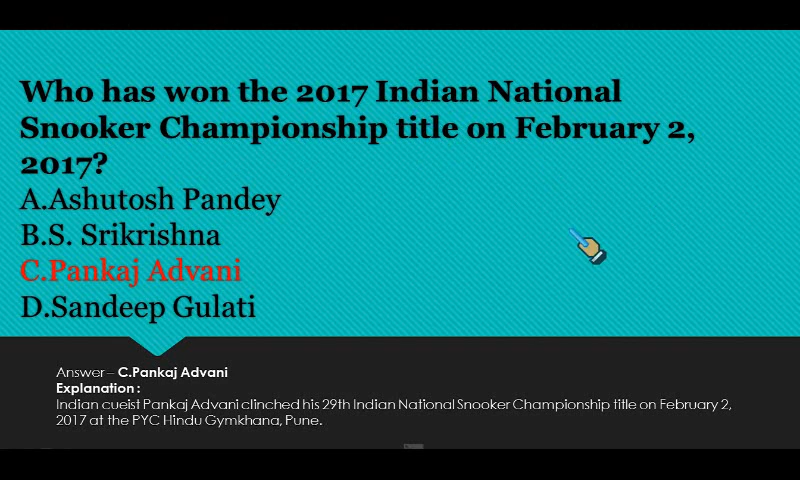 Who has won the 2017 Indian National
Snooker Championship title on February 2,
2017?
A.Ashutosh Pandey
B.S. Srikrishna
C.Pankaj Advani
D.Sandeep Gulati
Answer – C.Pankaj Advani
Explanation :
Indian cueist Pankaj Advani clinched his 29th Indian National Snooker Championship title on February 2,
2017 at the PYC Hindu Gymkhana, Pune.